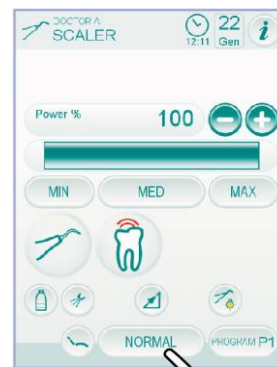 DOCTOR A
SCALER
12:11
22
Gen
i
Power %
100
MIN
MED
MAX
NORMAL
PROGRAM P1